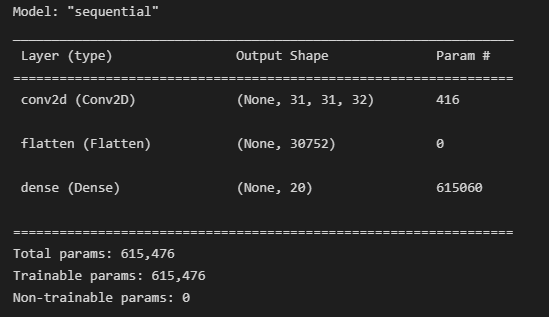 Model: "sequential"
_________________________________________________________________
Layer (type) Output Shape Param #
=================================================================
conv2d (Conv2D) (None, 31, 31, 32) 416
flatten (Flatten) (None, 30752) 0
dense (Dense) (None, 20) 615060
=================================================================
Total params: 615,476
Trainable params: 615,476
Non-trainable params: 0